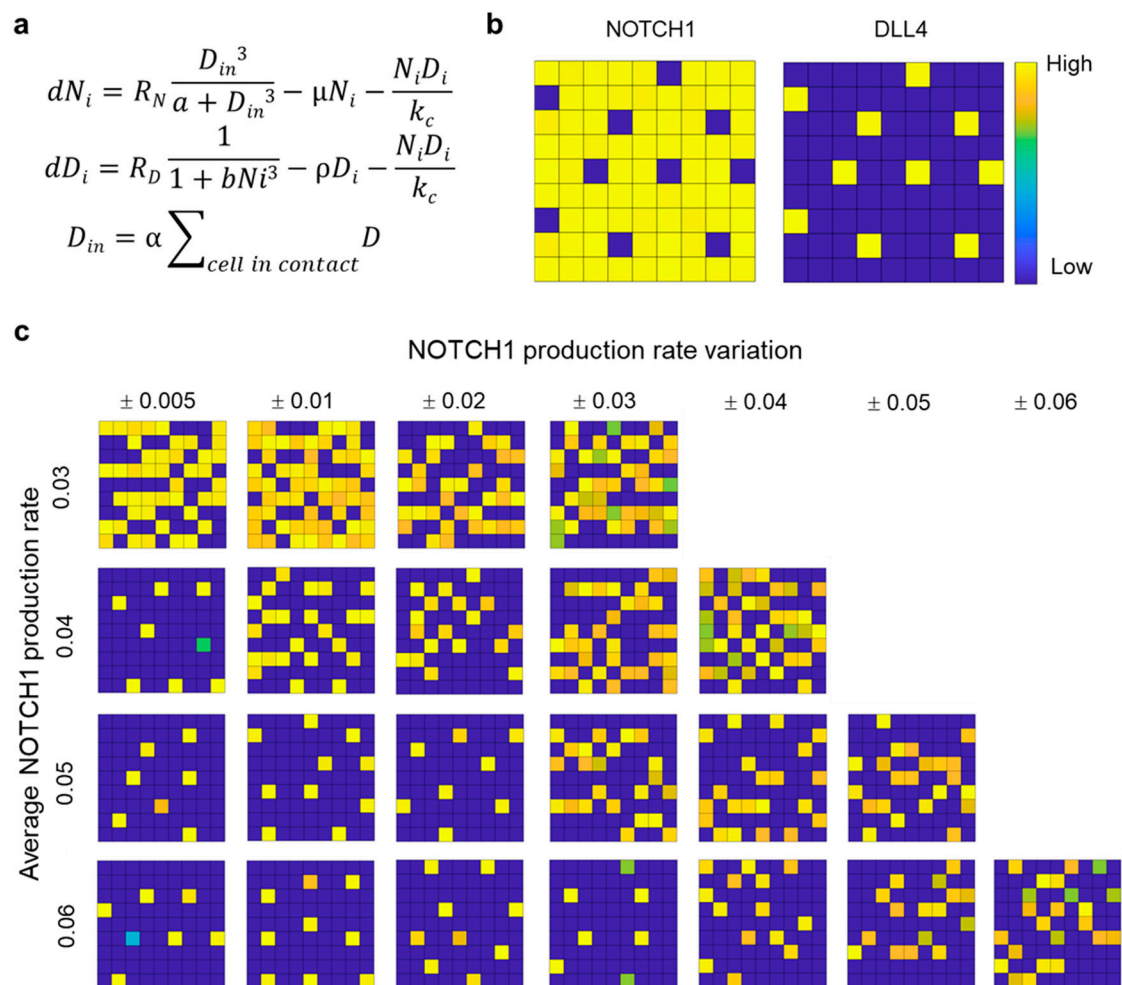 a
dN_i = R_N D_in^3 / (a + D_in^3) − μN_i − N_iD_i / k_c
dD_i = R_D 1 / (1 + bNi^3) − ρD_i − N_iD_i / k_c
D_in = α ∑_cell in contact D
b
NOTCH1 DLL4
High
Low
c
NOTCH1 production rate variation
± 0.005 ± 0.01 ± 0.02 ± 0.03 ± 0.04 ± 0.05 ± 0.06
Average NOTCH1 production rate
0.03
0.04
0.05
0.06